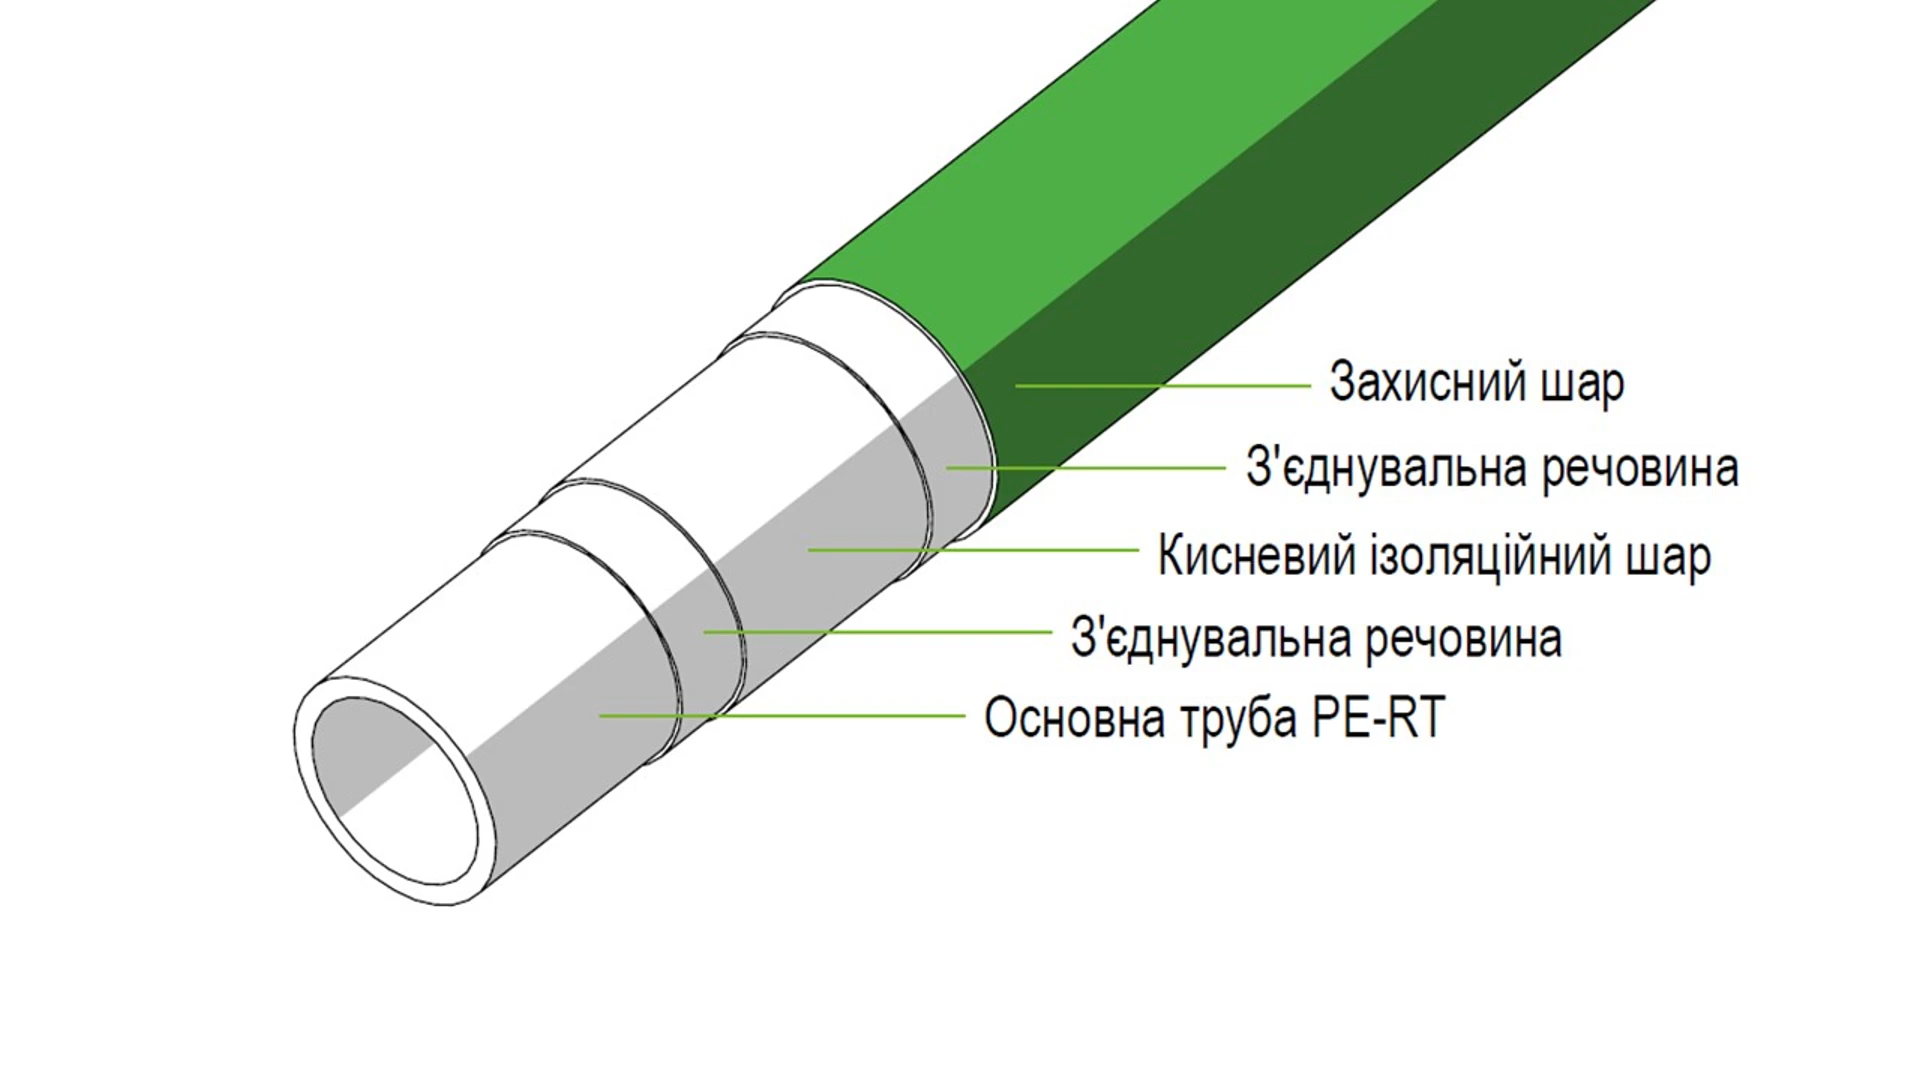 Захисний шар
З'єднувальна речовина
Кисневий ізоляційний шар
З'єднувальна речовина
Основна труба PE-RT